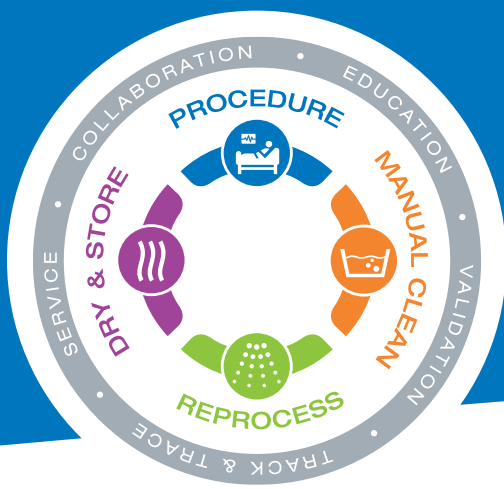 COLLABORATION • EDUCATION • VALIDATION • TRACK & TRACE • SERVICE •
PROCEDURE
MANUAL CLEAN
REPROCESS
DRY & STORE